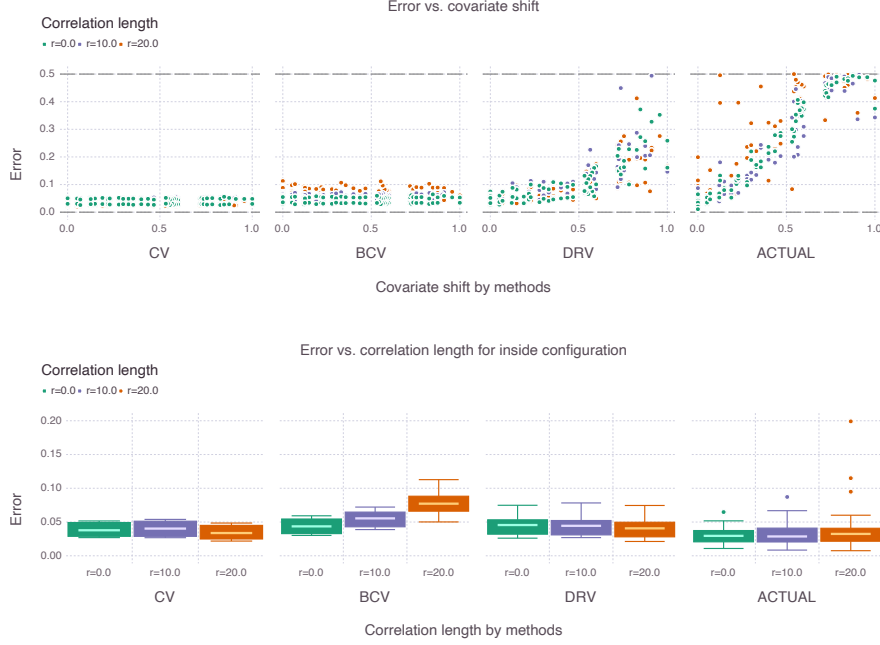 Error vs. covariate shift
Correlation length
r=0.0 r=10.0 r=20.0
Error
0.5
0.4
0.3
0.2
0.1
0.0
0.0 0.5 1.0 0.0 0.5 1.0 0.0 0.5 1.0 0.0 0.5 1.0
CV BCV DRV ACTUAL
Covariate shift by methods
Error vs. correlation length for inside configuration
Correlation length
r=0.0 r=10.0 r=20.0
Error
0.20
0.15
0.10
0.05
0.00
r=0.0 r=10.0 r=20.0 r=0.0 r=10.0 r=20.0 r=0.0 r=10.0 r=20.0 r=0.0 r=10.0 r=20.0
CV BCV DRV ACTUAL
Correlation length by methods